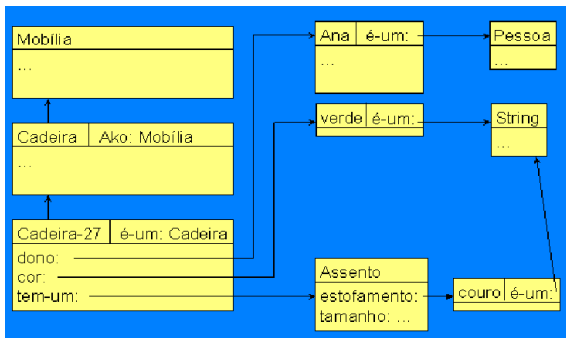 Mobília
...
Cadeira Ako: Mobília
...
Cadeira-27 é-um: Cadeira
dono:
cor:
tem-um:
Ana é-um:
...
Pessoa
...
verde é-um:
String
...
Assento
estofamento:
tamanho: ...
couro é-um: